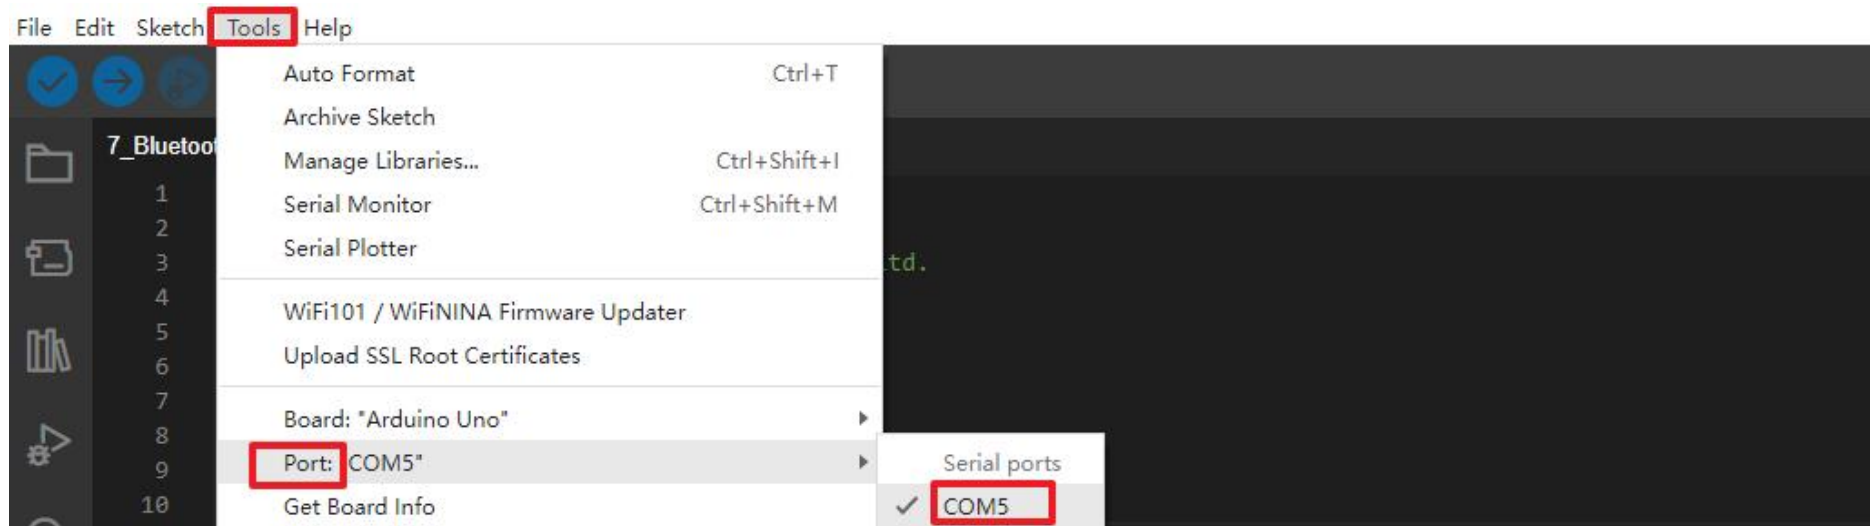 File Edit Sketch Tools Help
Auto Format Ctrl+T
Archive Sketch
7_Bluetoot
Manage Libraries... Ctrl+Shift+I
1
Serial Monitor Ctrl+Shift+M
2
Serial Plotter
3 td.
4
WiFi101 / WiFiNINA Firmware Updater
5
Upload SSL Root Certificates
6
7
Board: "Arduino Uno"
8
Port: COM5"
Serial ports
9
Get Board Info
COM5
10